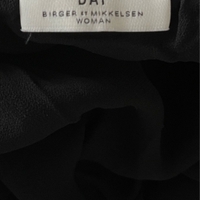 DAY
BIRGER ET MIKKELSEN
WOMAN